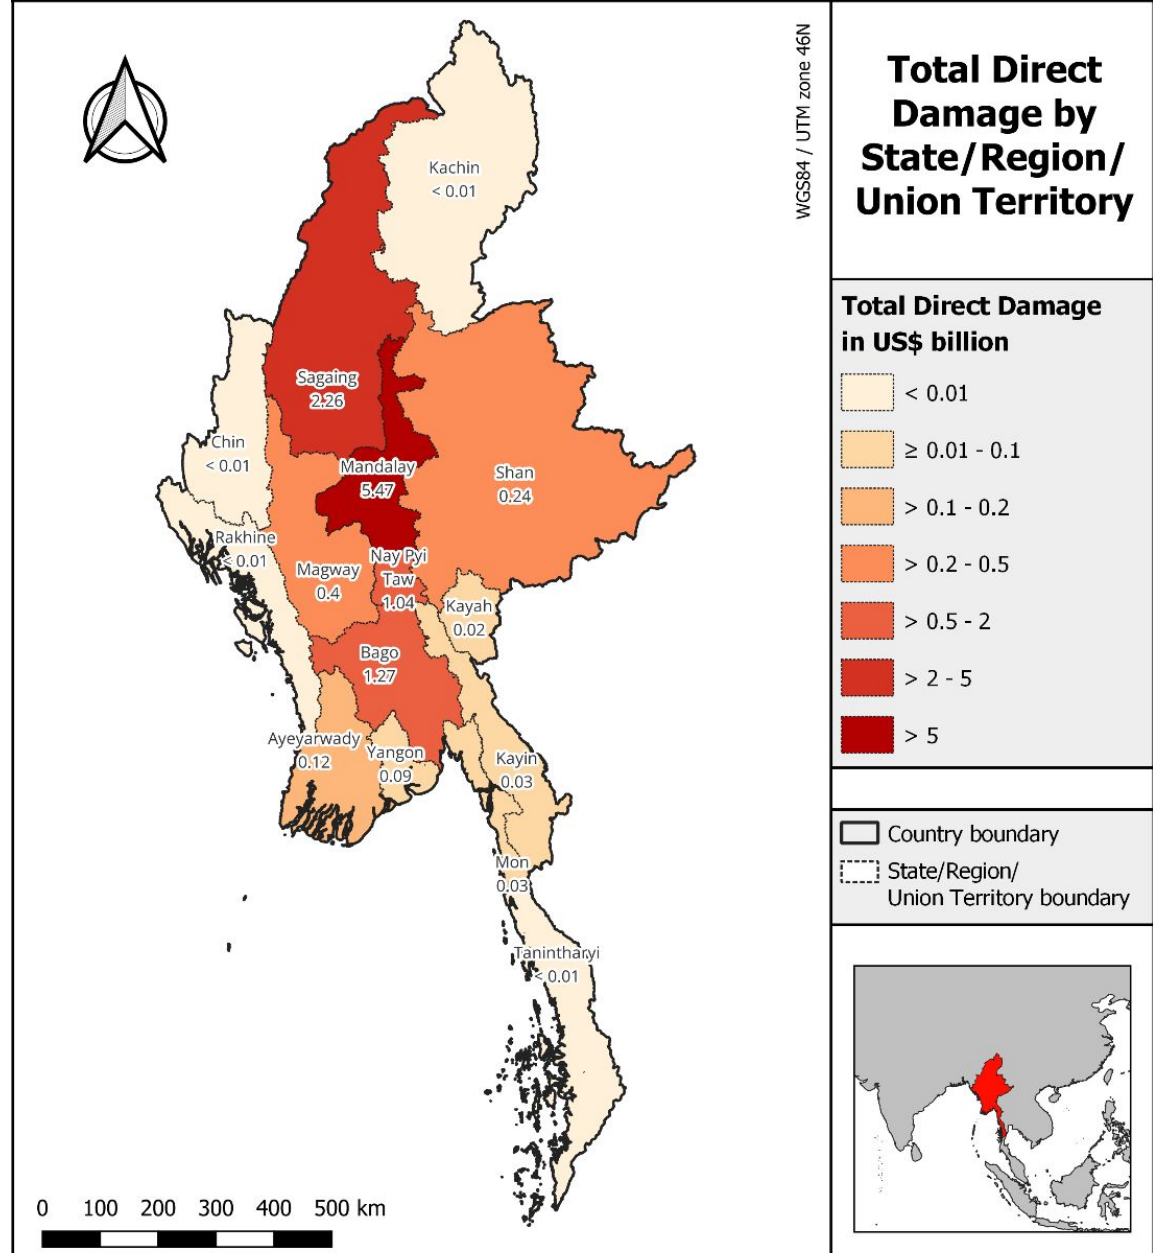 WGS84 / UTM zone 46N
Total Direct
Damage by
State/Region/
Union Territory
Total Direct Damage
in US$ billion
< 0.01
≥ 0.01 - 0.1
> 0.1 - 0.2
> 0.2 - 0.5
> 0.5 - 2
> 2 - 5
> 5
Country boundary
State/Region/
Union Territory boundary
Kachin
< 0.01
Sagaing
2.26
Chin
< 0.01
Mandalay
5.47
Shan
0.24
Rakhine
< 0.01
Magway
0.4
Nay Pyi
Taw
1.04
Kayah
0.02
Bago
1.27
Ayeyarwady
0.12
Yangon
0.09
Kayin
0.03
Mon
0.03
Tanintharyi
< 0.01
0 100 200 300 400 500 km